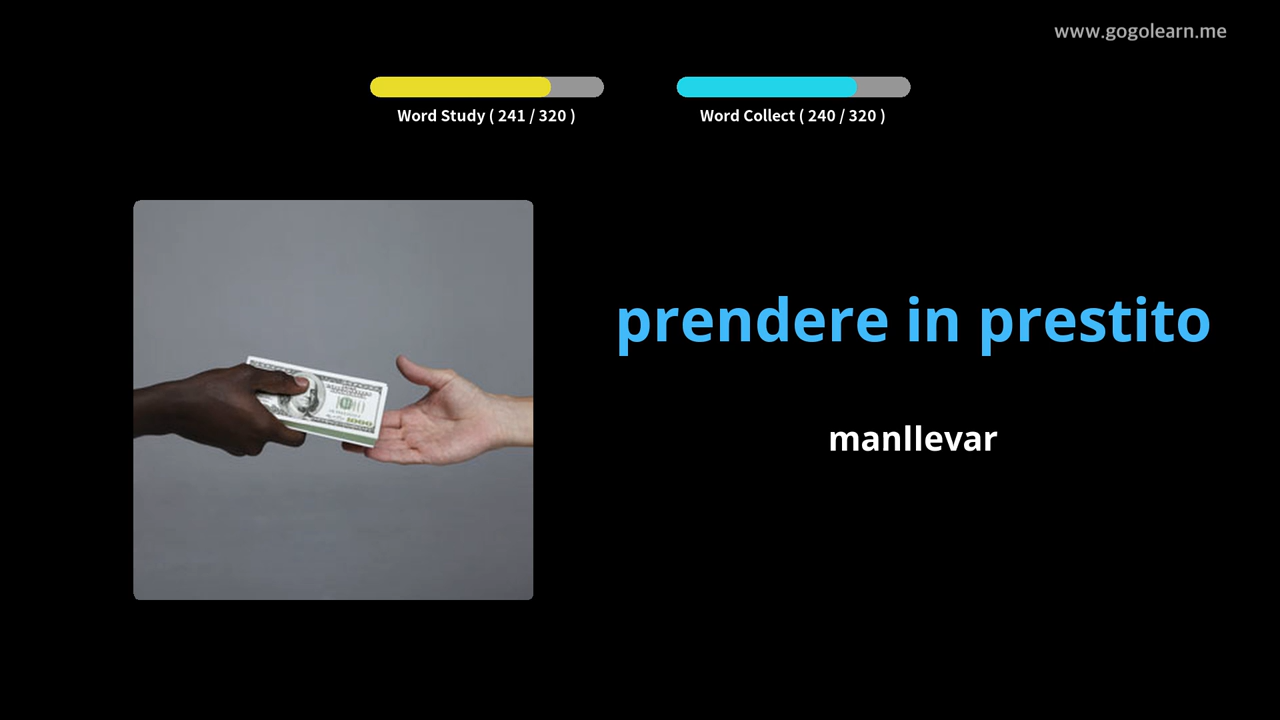 www.gogolearn.me
Word Study ( 241 / 320 )
Word Collect ( 240 / 320 )
prendere in prestito
manllevar